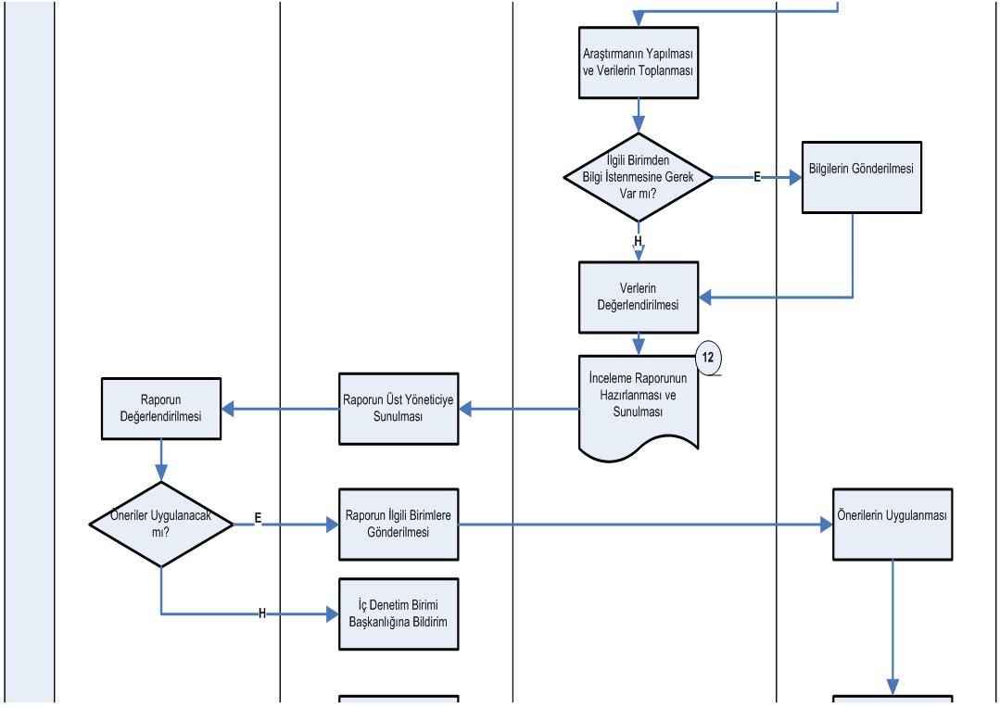 Araştırmanın Yapılması
ve Verilerin Toplanması
İlgili Birimden
Bilgi İstenmesine Gerek
Var mı?
E
Bilgilerin Gönderilmesi
H
Verlerin
Değerlendirilmesi
12
İnceleme Raporunun
Hazırlanması ve
Sunulması
Raporun Üst Yöneticiye
Sunulması
Raporun
Değerlendirilmesi
Öneriler Uygulanacak
mı?
E
Raporun İlgili Birimlere
Gönderilmesi
Önerilerin Uygulanması
H
İç Denetim Birimi
Başkanlığına Bildirim